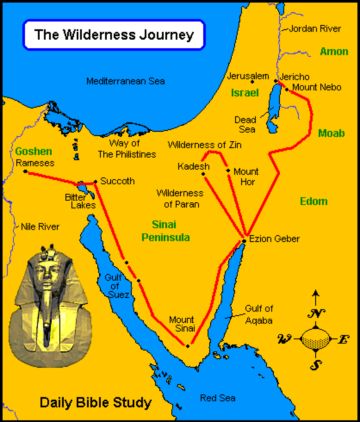 The Wilderness Journey
Jordan River
Amon
Mediterranean Sea
Jerusalem
Jericho
Israel
Mount Nebo
Dead
Sea
Moab
Way of
The Philistines
Wilderness of Zin
Goshen
Rameses
Kadesh
Mount
Hor
Succoth
Bitter
Lakes
Wilderness
of Paran
Edom
Nile River
Sinai
Peninsula
Ezion Geber
Gulf
of
Suez
Mount
Sinai
Gulf of
Aqaba
N
W
E
S
Daily Bible Study
Red Sea